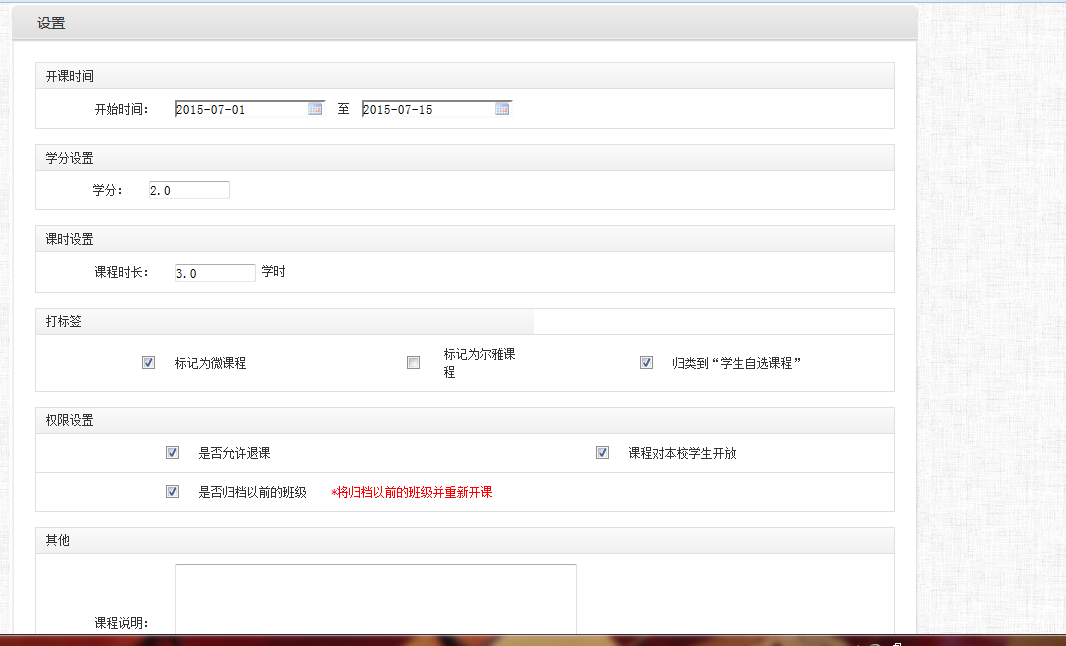 设置
开课时间
开始时间： 2015-07-01 至 2015-07-15
学分设置
学分： 2.0
课时设置
课程时长： 3.0 学时
打标签
标记为微课程
标记为尔雅课
程
归类到“学生自选课程”
权限设置
是否允许退课 课程对本校学生开放
是否归档以前的班级 *将归档以前的班级并重新开课
其他
课程说明：